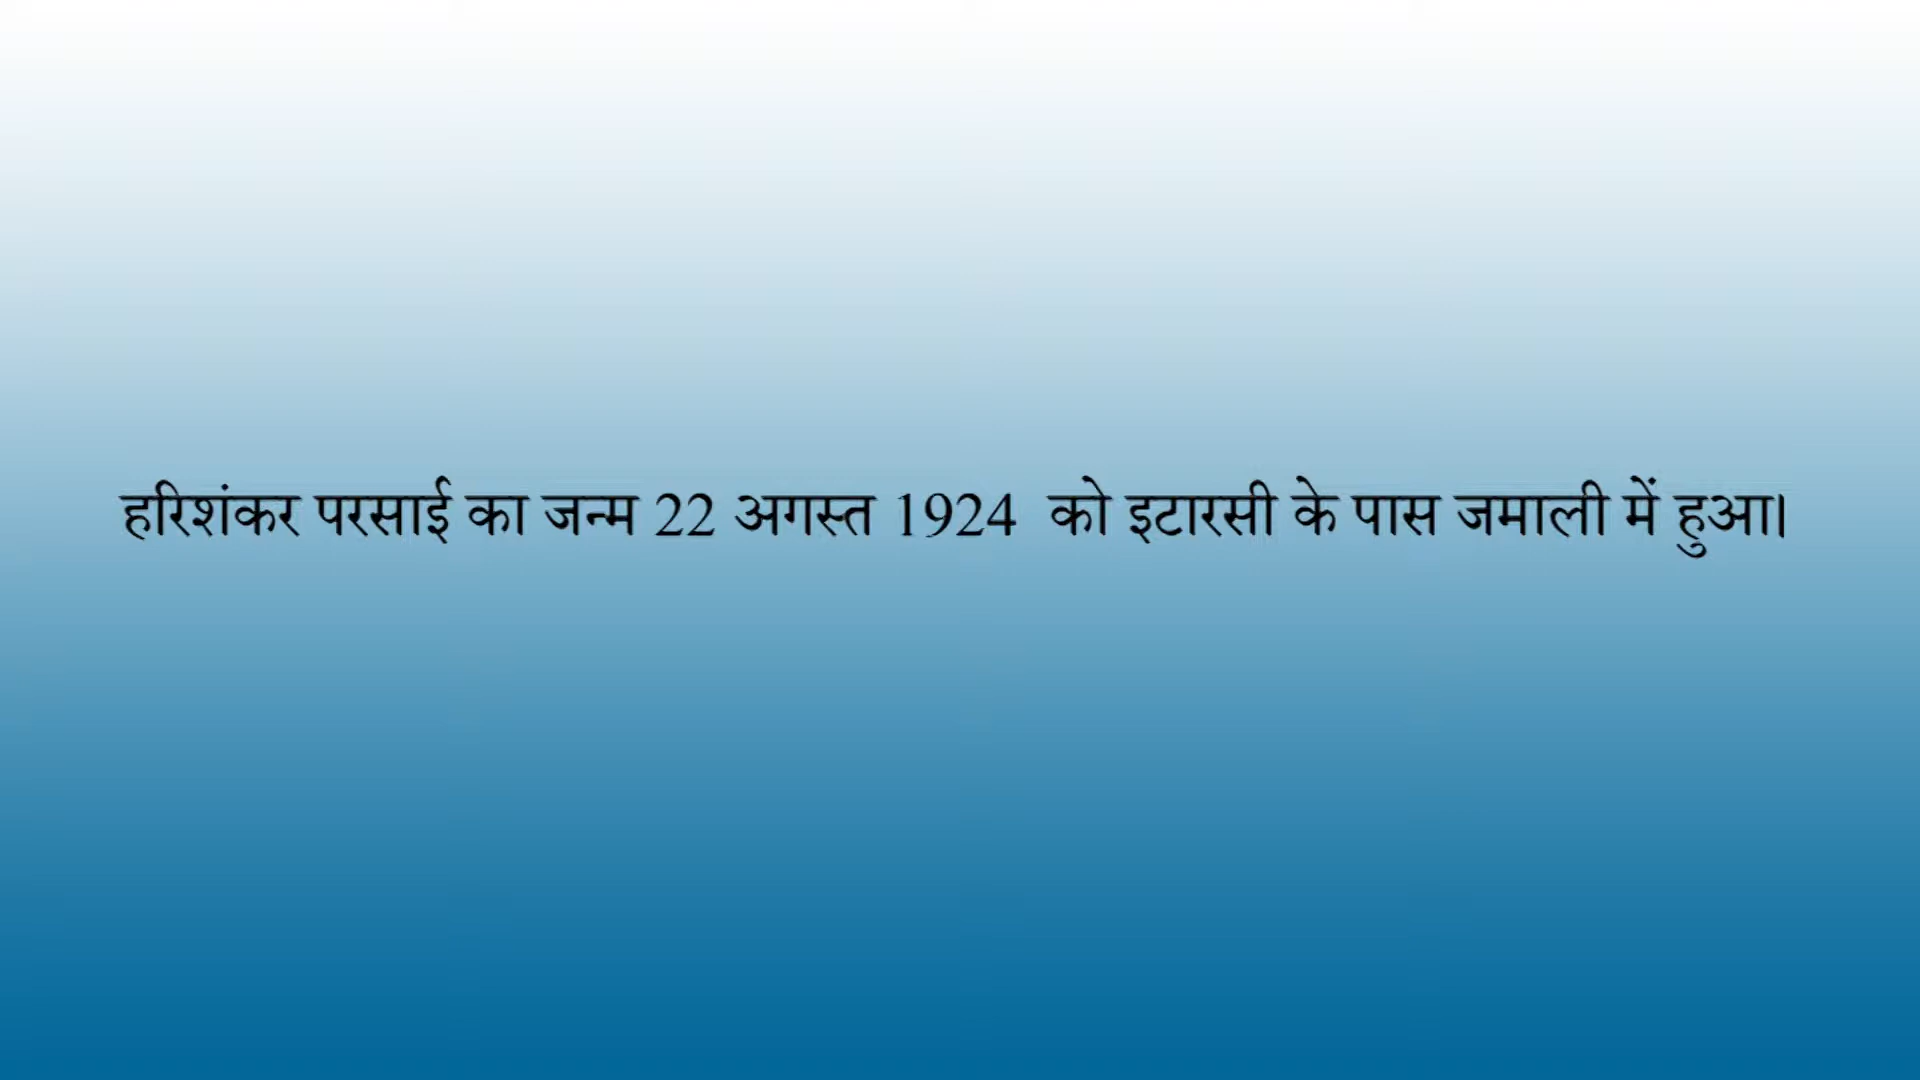 हरिशंकर परसाई का जन्म 22 अगस्त 1924 को इटारसी के पास जमाली में हुआ।